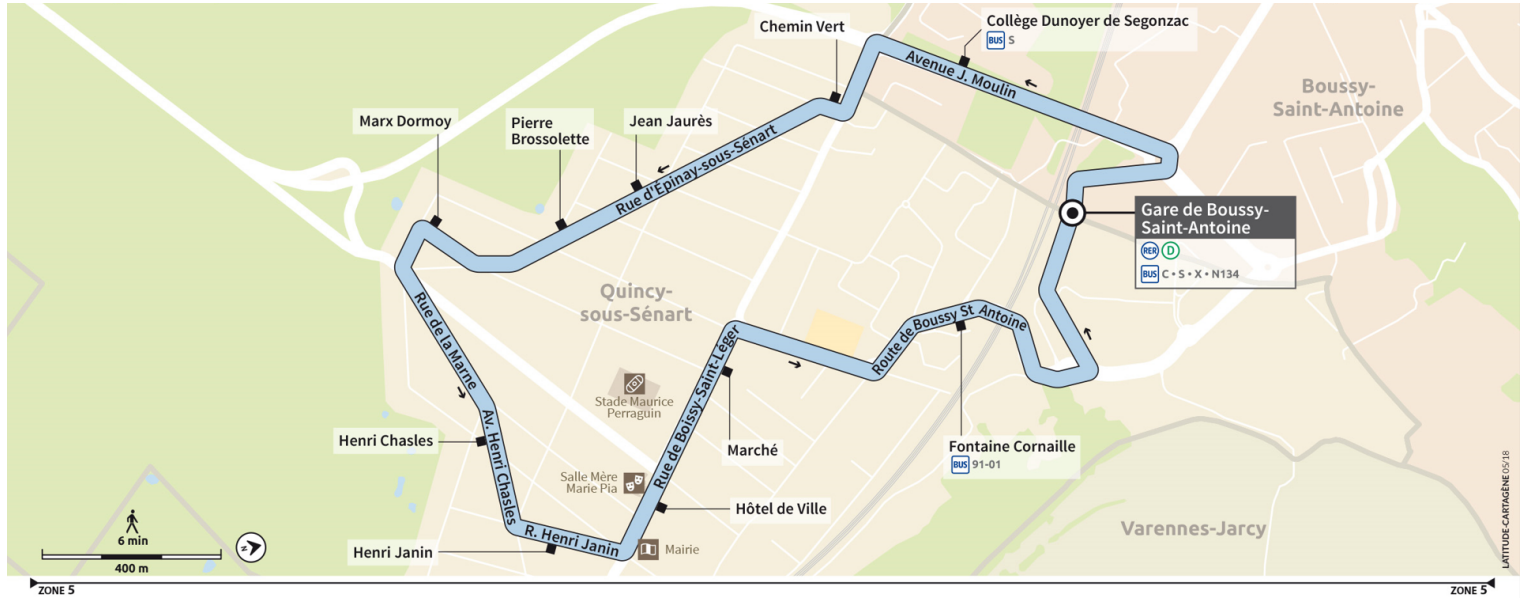 Chemin Vert
Collège Dunoyer de Segonzac
BUS S
Avenue J. Moulin
Boussy-
Saint-Antoine
Marx Dormoy
Pierre
Brossolette
Jean Jaurès
Rue d'Epinay-sous-Sénart
Gare de Boussy-
Saint-Antoine
RER D
BUS C • S • X • N134
Quincy-
sous-Sénart
Rue de la Marne
Route de Boussy St Antoine
Rue de Boissy-Saint-Léger
Stade Maurice
Perraguin
Henri Chasles
Av. Henri Chasles
Marché
Fontaine Cornaille
BUS 91-01
Salle Mère
Marie Pia
Hôtel de Ville
Varennes-Jarcy
R. Henri Janin
Henri Janin
Mairie
6 min
400 m
N
LATITUDE-CARTAGÈNE 05/18
ZONE 5
ZONE 5